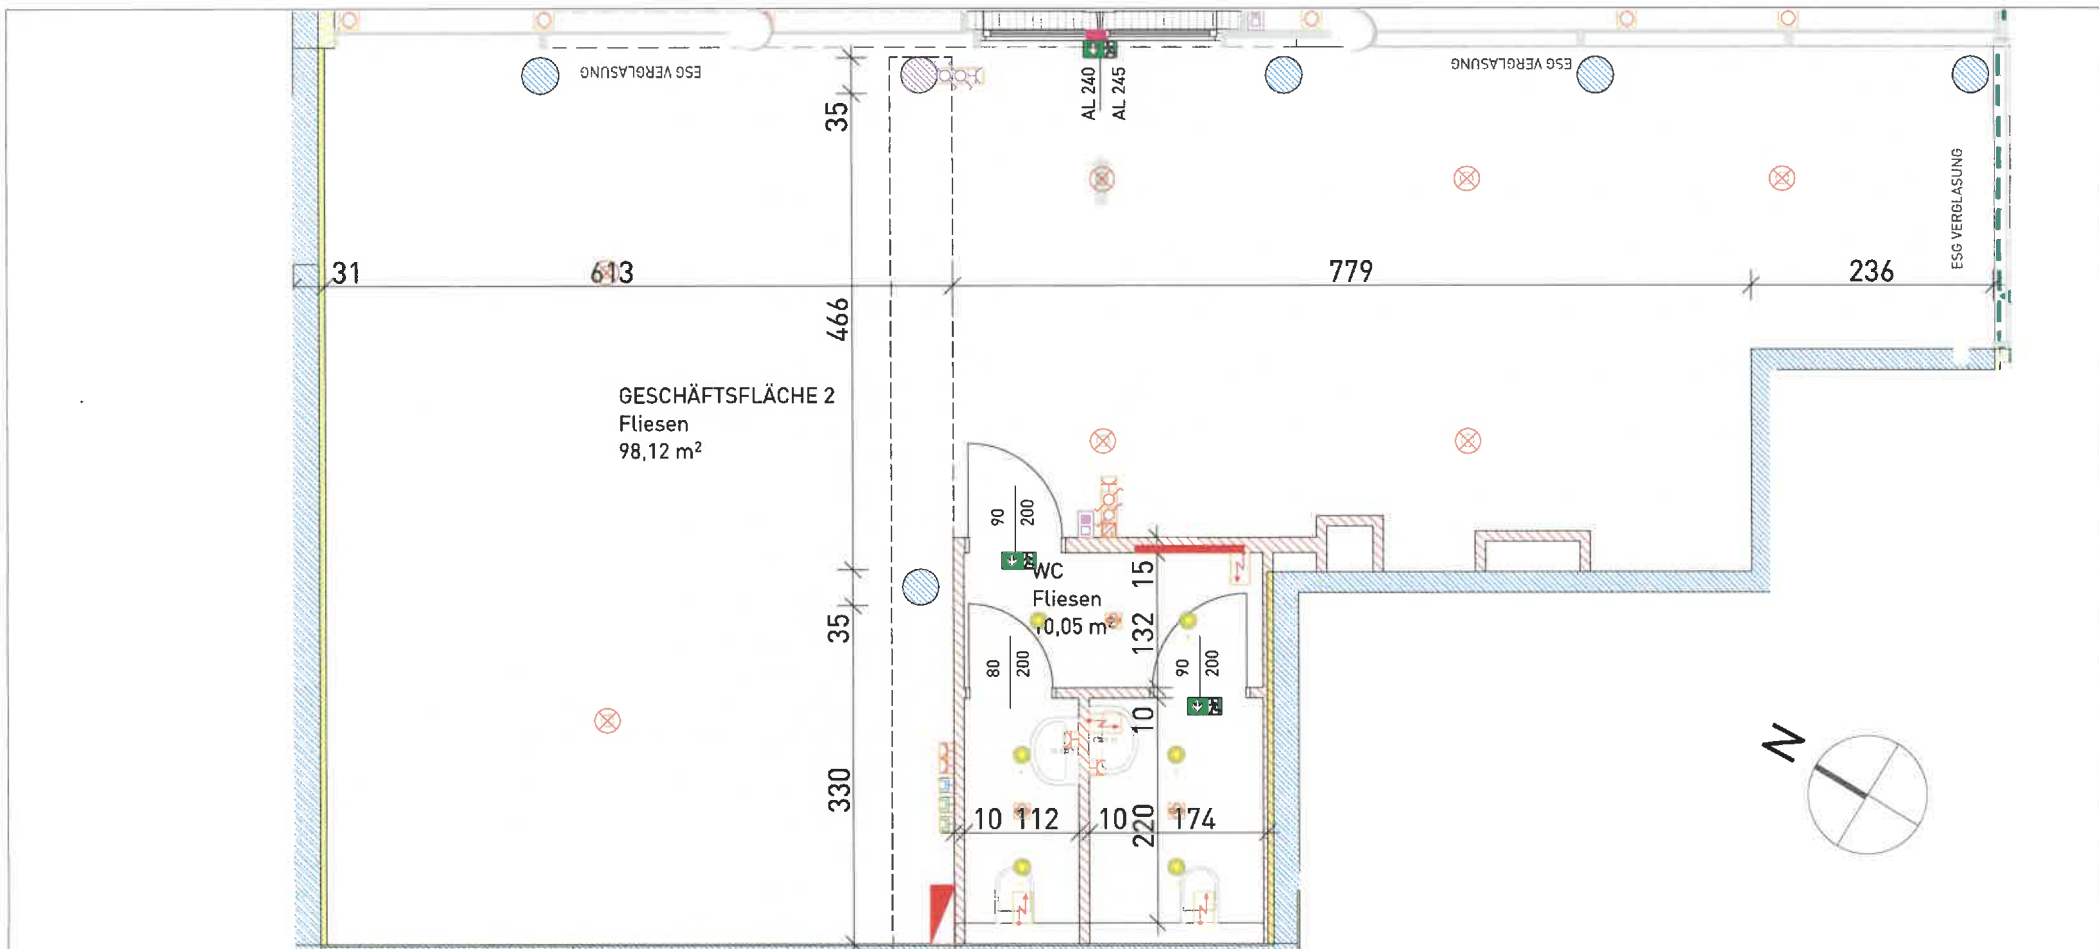 ESG VERGLASUNG
ESG VERGLASUNG
35
AL 240
AL 245
ESG VERGLASUNG
31
613
779
236
466
GESCHÄFTSFLÄCHE 2
Fliesen
98,12 m²
90
200
WC
Fliesen
10,05 m²
15
132
35
80
200
90
200
10
N
330
10
112
10
220
174